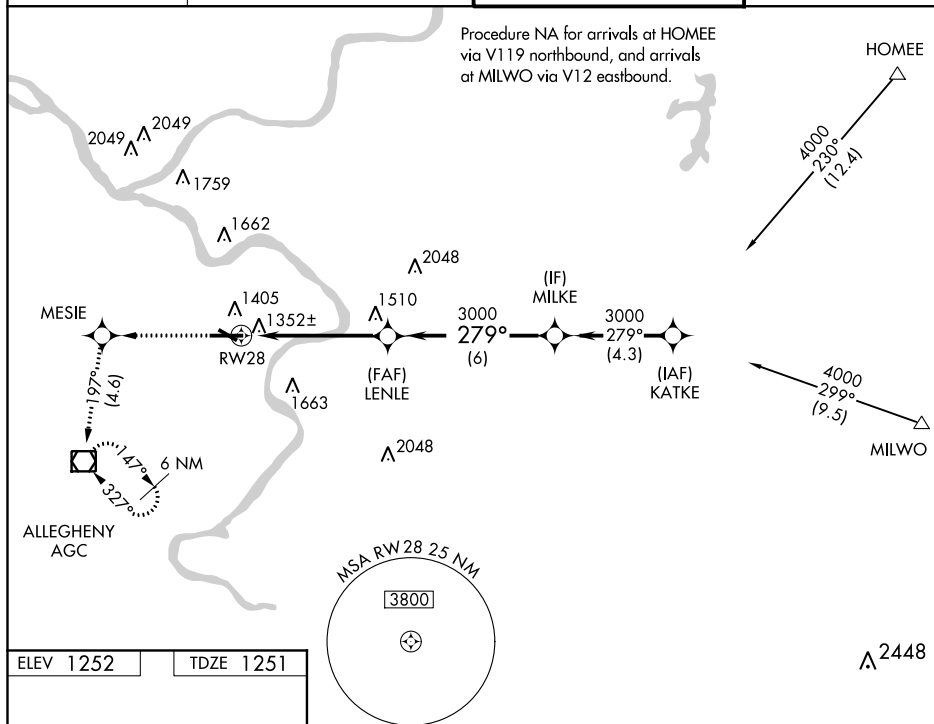 Procedure NA for arrivals at HOMEE
via V119 northbound, and arrivals
at MILWO via V12 eastbound.
HOMEE
4000
230°
(12.4)
2049
2049
1759
1662
2048
1405
1352±
1510
MESIE
RW28
(FAF)
LENLE
3000
279°
(6)
(IF)
MILKE
3000
279°
(4.3)
(IAF)
KATKE
4000
299°
(9.5)
MILWO
1663
2048
197°
(4.6)
147°
6 NM
327°
ALLEGHENY
AGC
MSA RW 28 25 NM
3800
2448
ELEV 1252
TDZE 1251